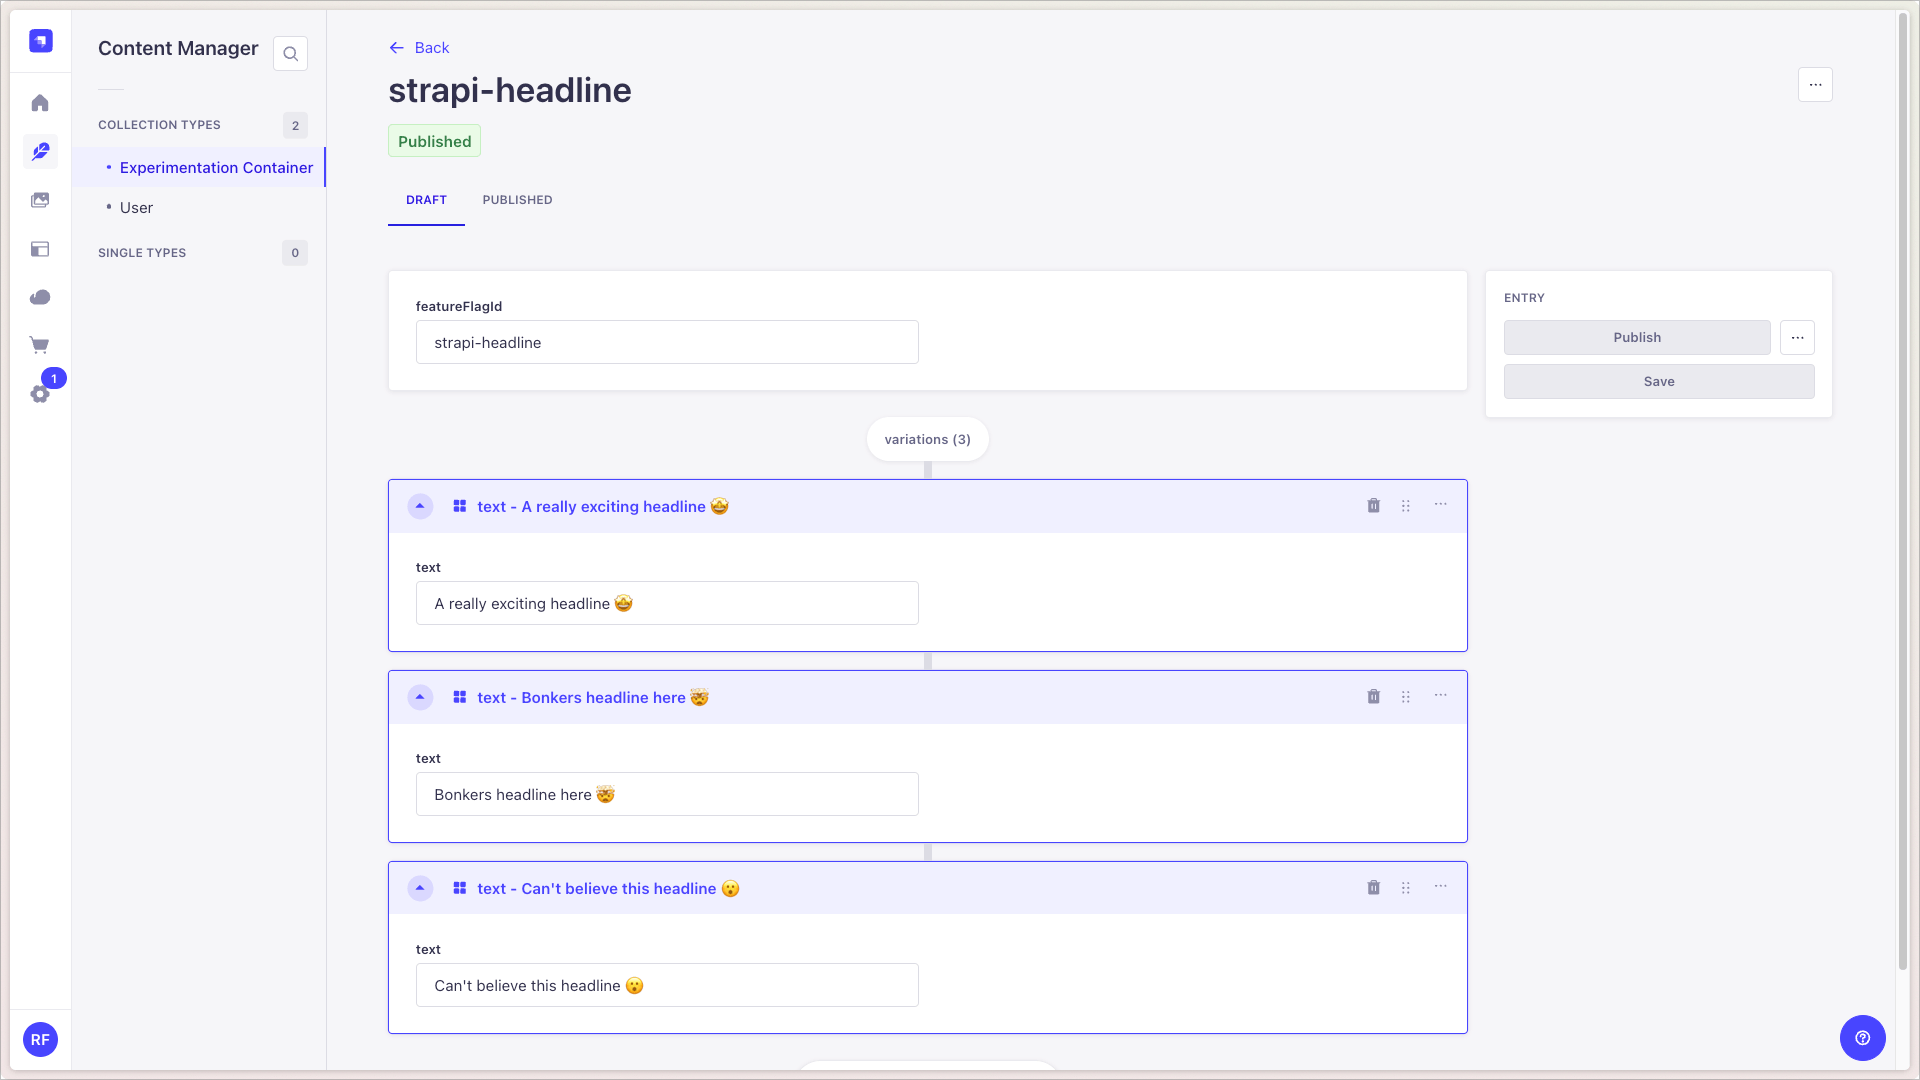 Content Manager
COLLECTION TYPES
2
Experimentation Container
User
SINGLE TYPES
0
1
RF
Back
strapi-headline
Published
DRAFT
PUBLISHED
featureFlagId
strapi-headline
ENTRY
Publish
Save
variations (3)
text - A really exciting headline 🤩
text
A really exciting headline 🤩
text - Bonkers headline here 🤯
text
Bonkers headline here 🤯
text - Can't believe this headline 😮
text
Can't believe this headline 😮